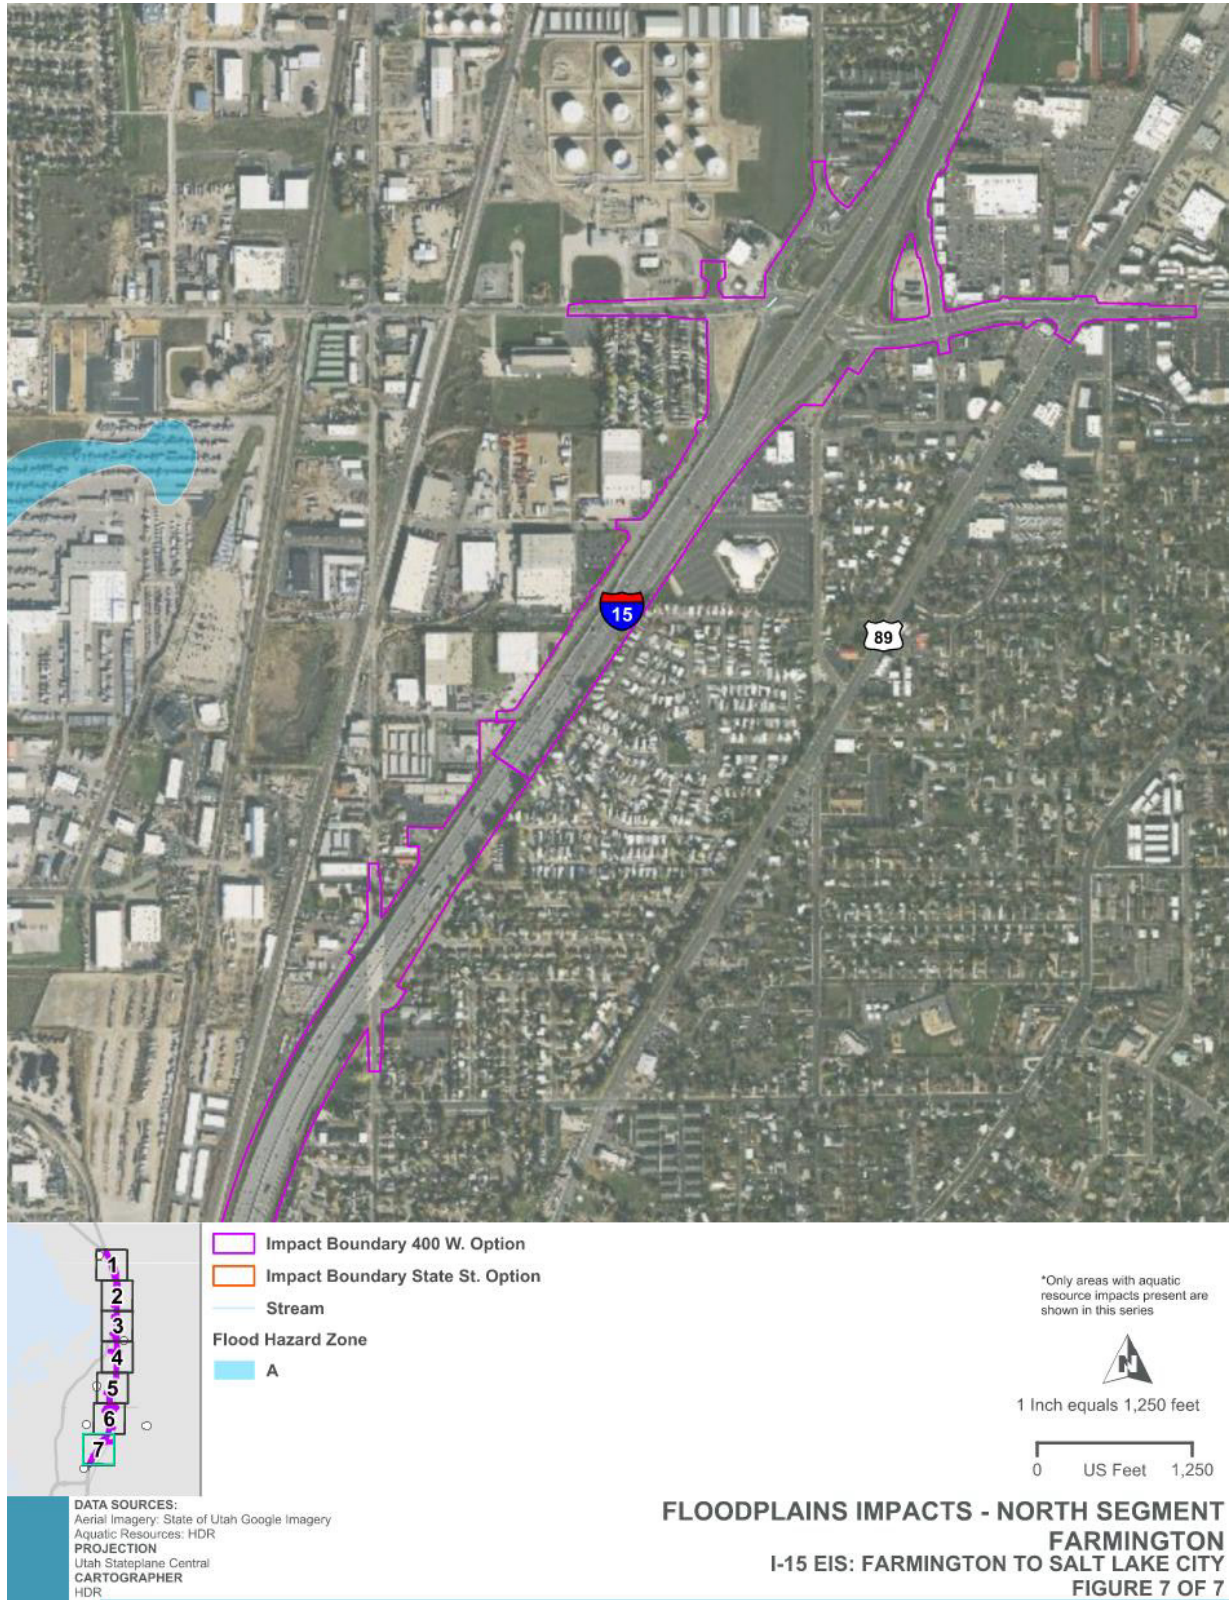 15
89
1
2
3
4
5
6
7
Impact Boundary 400 W. Option
Impact Boundary State St. Option
Stream
Flood Hazard Zone
A
*Only areas with aquatic
resource impacts present are
shown in this series
N
1 Inch equals 1,250 feet
0 US Feet 1,250
DATA SOURCES:
Aerial Imagery: State of Utah Google Imagery
Aquatic Resources: HDR
PROJECTION
Utah Stateplane Central
CARTOGRAPHER
HDR
FLOODPLAINS IMPACTS - NORTH SEGMENT
FARMINGTON
I-15 EIS: FARMINGTON TO SALT LAKE CITY
FIGURE 7 OF 7